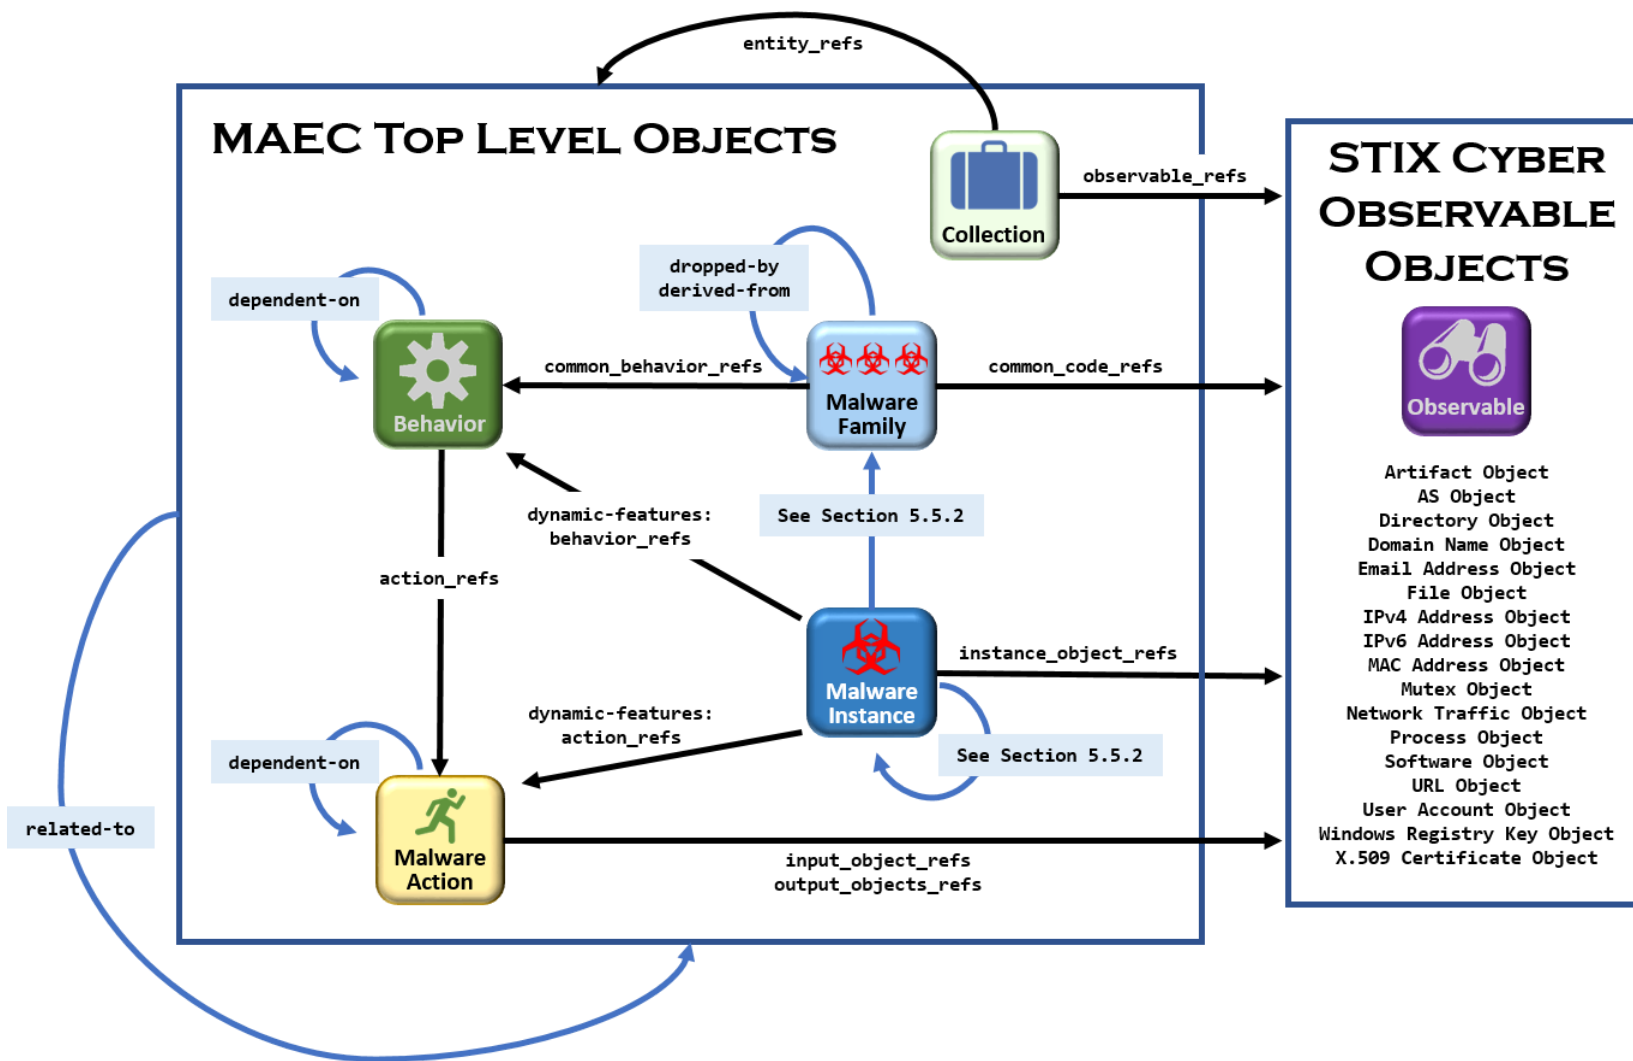 entity_refs
MAEC Top Level Objects
Collection
observable_refs
STIX Cyber
Observable
Objects
dependent-on
dropped-by
derived-from
Behavior
common_behavior_refs
Malware
Family
common_code_refs
Observable
dynamic-features:
behavior_refs
See Section 5.5.2
action_refs
Malware
Instance
instance_object_refs
dynamic-features:
action_refs
See Section 5.5.2
dependent-on
related-to
Malware
Action
input_object_refs
output_objects_refs
Artifact Object
AS Object
Directory Object
Domain Name Object
Email Address Object
File Object
IPv4 Address Object
IPv6 Address Object
MAC Address Object
Mutex Object
Network Traffic Object
Process Object
Software Object
URL Object
User Account Object
Windows Registry Key Object
X.509 Certificate Object